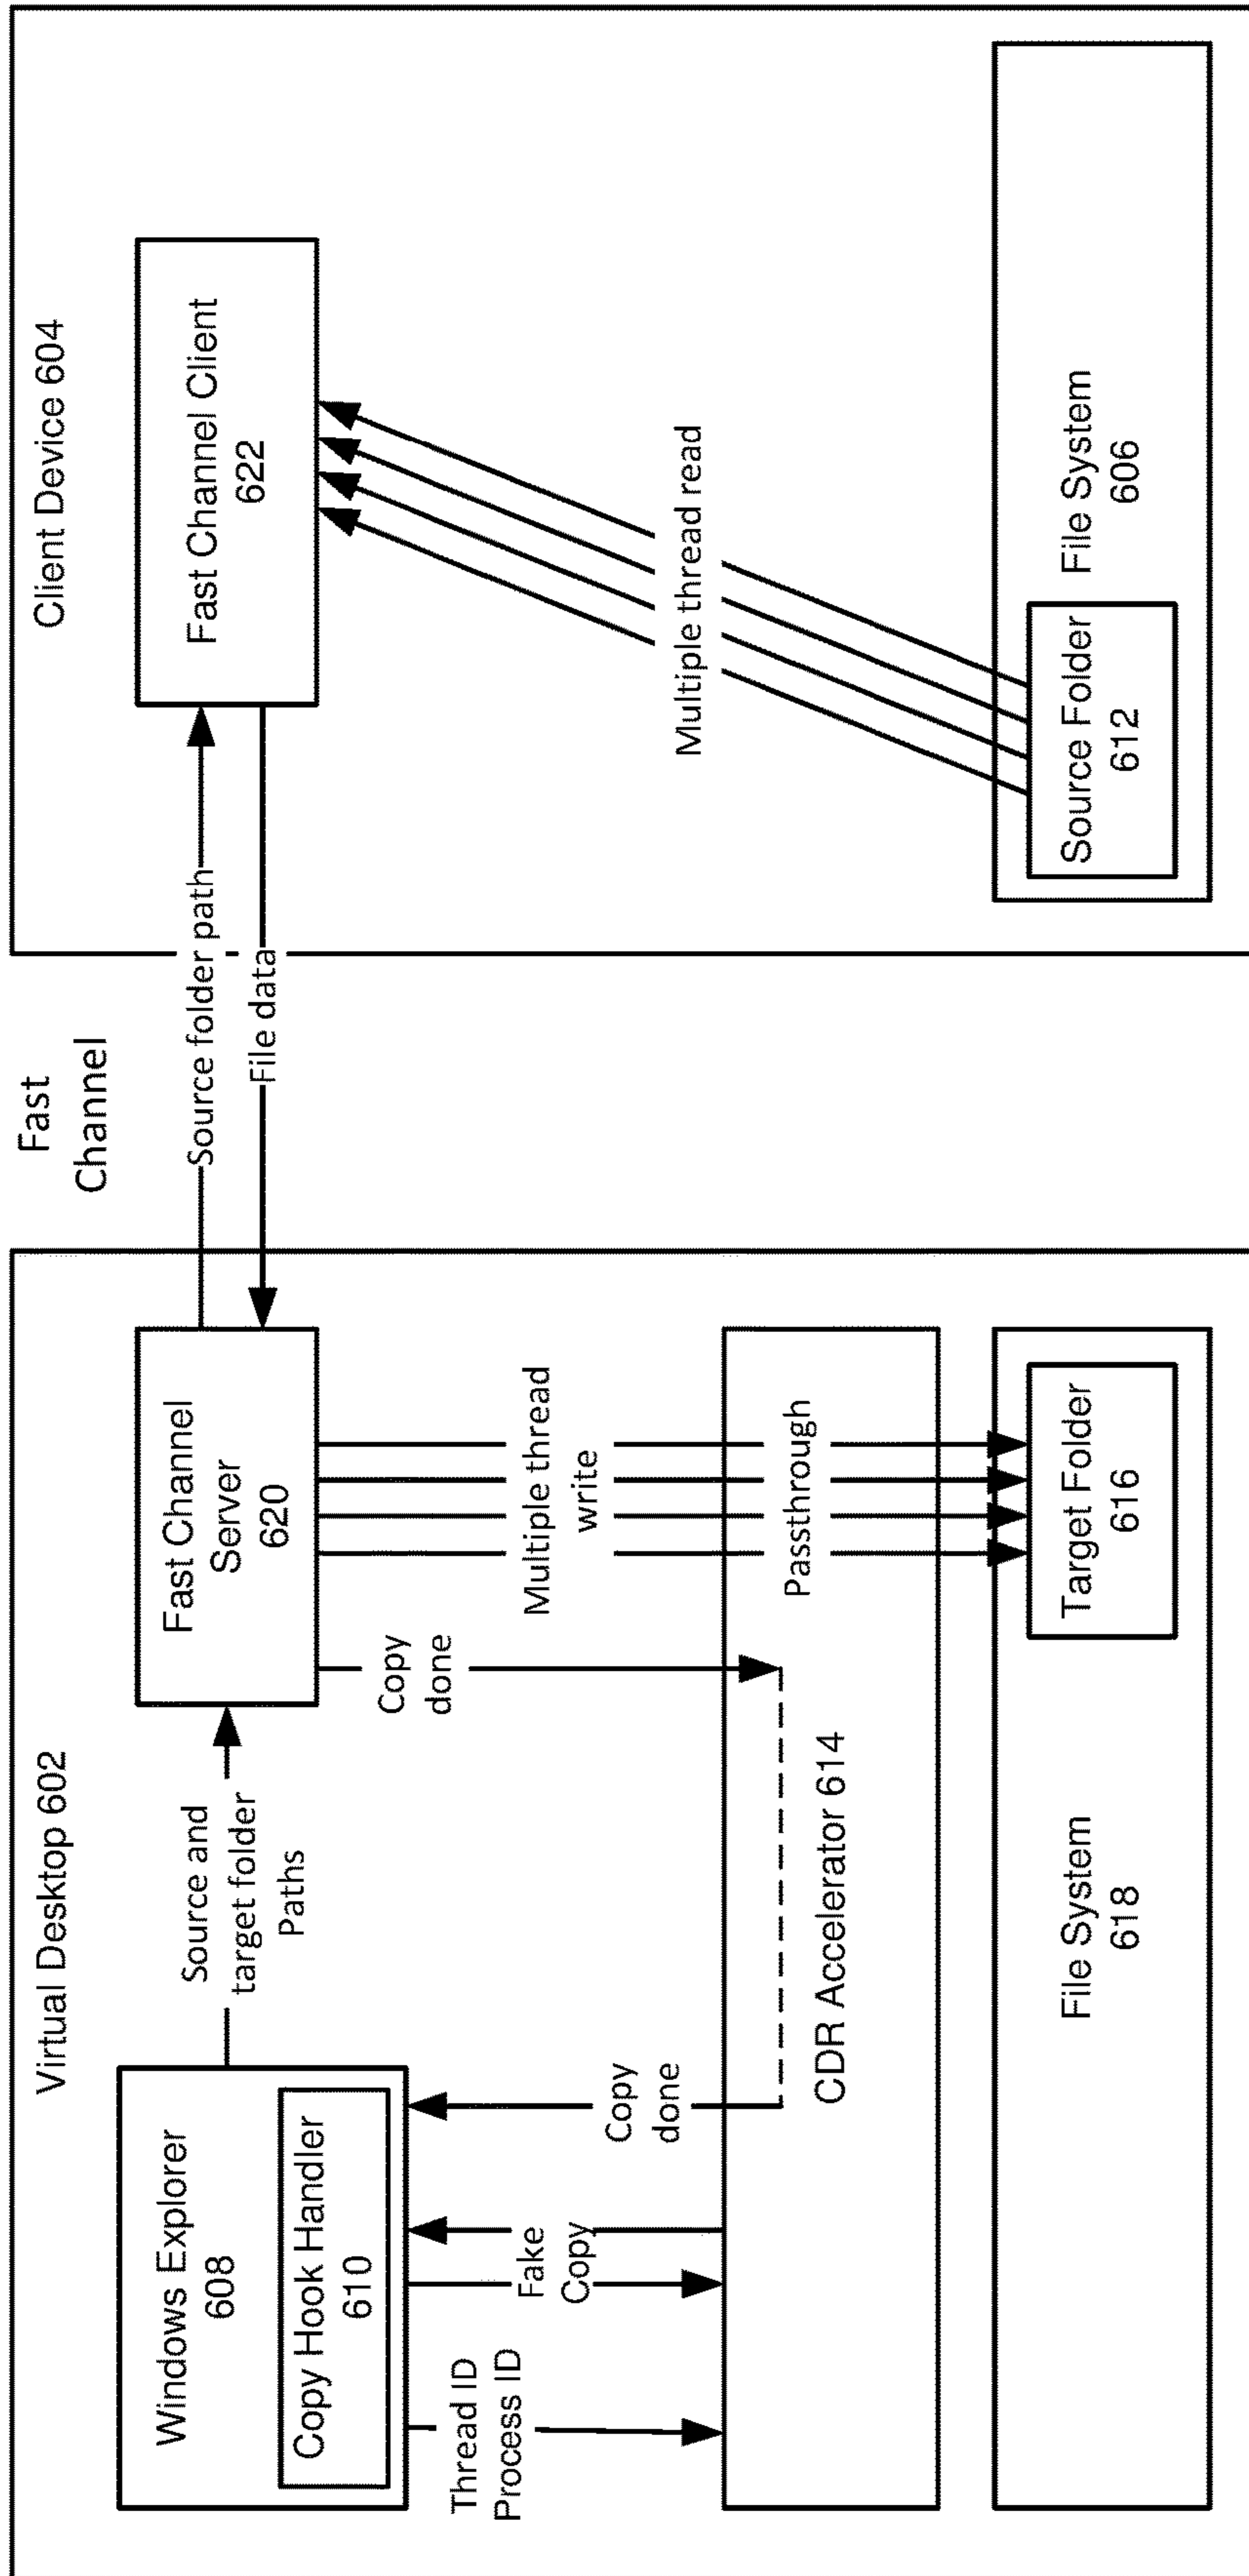 Virtual Desktop 602
Windows Explorer
608
Copy Hook Handler
610
Source and
target folder
Paths
Fast Channel
Server
620
Thread ID
Process ID
Fake
Copy
Copy
done
Copy
done
Multiple thread
write
Passthrough
CDR Accelerator 614
File System
618
Target Folder
616
Fast
Channel
Source folder path
File data
Client Device 604
Fast Channel Client
622
Multiple thread read
Source Folder
612
File System
606